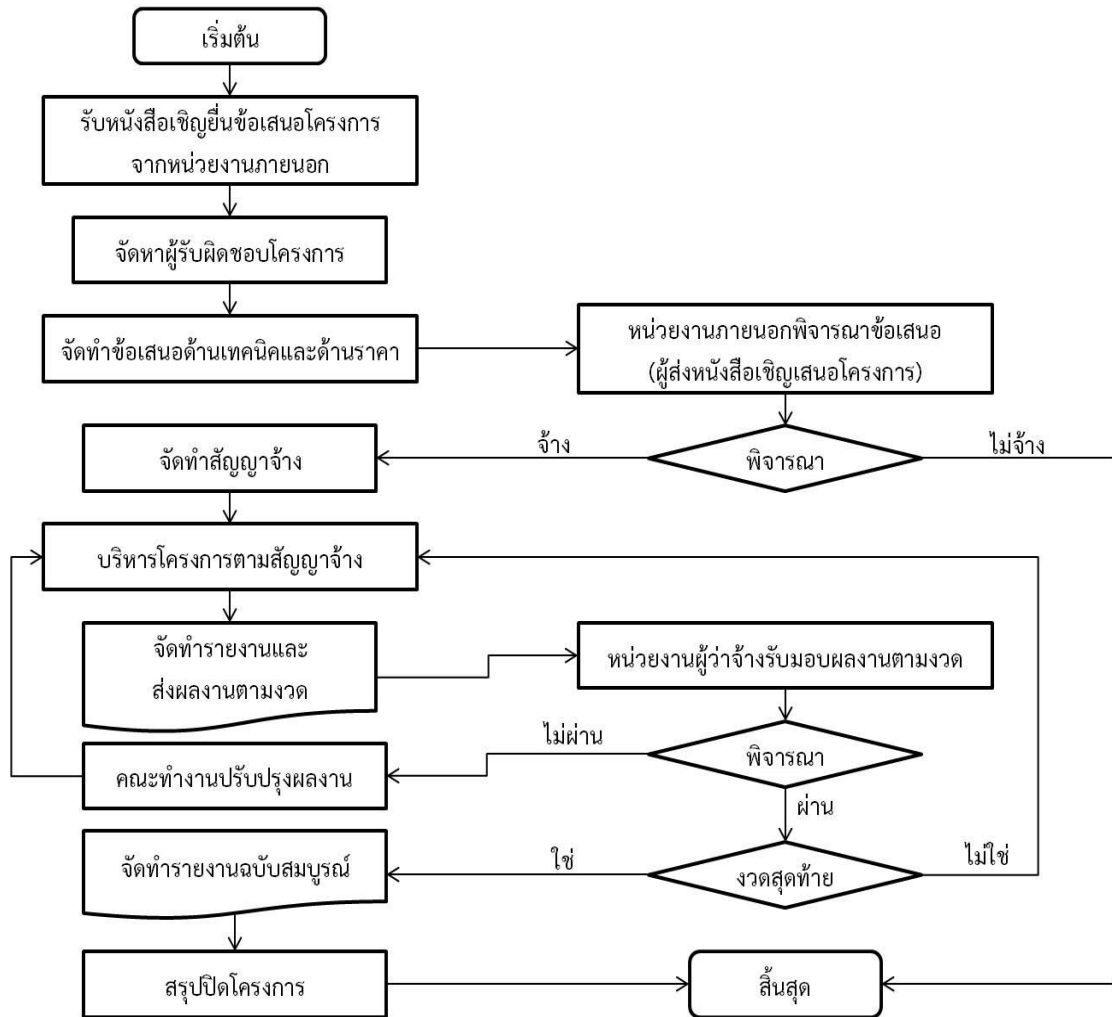 เริ่มต้น
รับหนังสือเชิญยื่นข้อเสนอโครงการ
จากหน่วยงานภายนอก
จัดหาผู้รับผิดชอบโครงการ
จัดทำข้อเสนอด้านเทคนิคและด้านราคา
หน่วยงานภายนอกพิจารณาข้อเสนอ
(ผู้ส่งหนังสือเชิญเสนอโครงการ)
พิจารณา
จ้าง
ไม่จ้าง
จัดทำสัญญาจ้าง
บริหารโครงการตามสัญญาจ้าง
จัดทำรายงานและ
ส่งผลงานตามงวด
หน่วยงานผู้ว่าจ้างรับมอบผลงานตามงวด
พิจารณา
ไม่ผ่าน
คณะทำงานปรับปรุงผลงาน
ผ่าน
งวดสุดท้าย
ใช่
ไม่ใช่
จัดทำรายงานฉบับสมบูรณ์
สรุปปิดโครงการ
สิ้นสุด